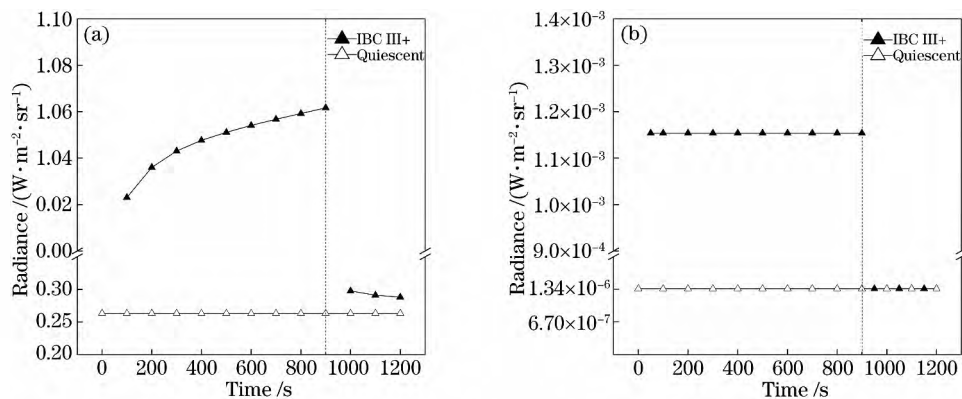 (a)
IBC III+
Quiescent
1.10
1.08
1.06
1.04
1.02
0.00
0.30
0.25
0.20
Radiance /(W·m⁻²·sr⁻¹)
0 200 400 600 800 1000 1200
Time /s
(b)
IBC III+
Quiescent
1.4×10⁻³
1.3×10⁻³
1.2×10⁻³
1.1×10⁻³
1.0×10⁻³
9.0×10⁻⁴
1.34×10⁻⁶
6.70×10⁻⁷
Radiance /(W·m⁻²·sr⁻¹)
0 200 400 600 800 1000 1200
Time /s